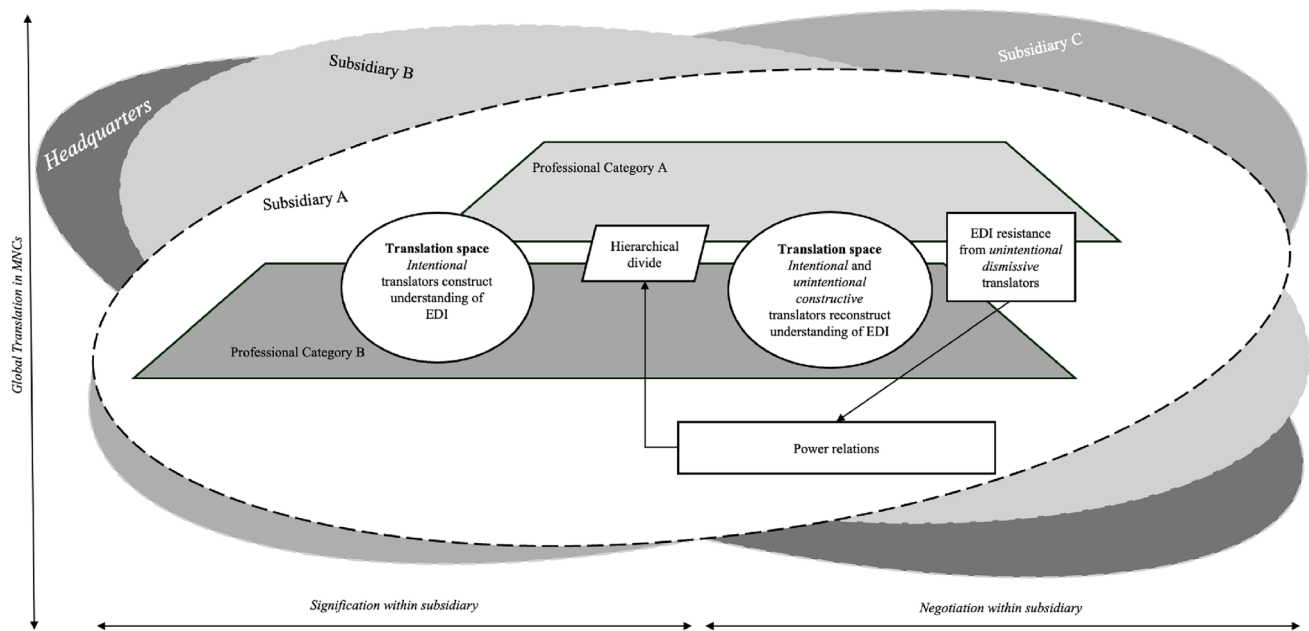 Subsidiary C
Subsidiary B
Headquarters
Professional Category A
Subsidiary A
Translation space
Intentional
translators construct
understanding of
EDI
Hierarchical
divide
Translation space
Intentional and
unintentional
constructive
translators reconstruct
understanding of EDI
EDI resistance
from unintentional
dismissive
translators
Professional Category B
Power relations
Global Translation in MNCs
Signification within subsidiary
Negotiation within subsidiary